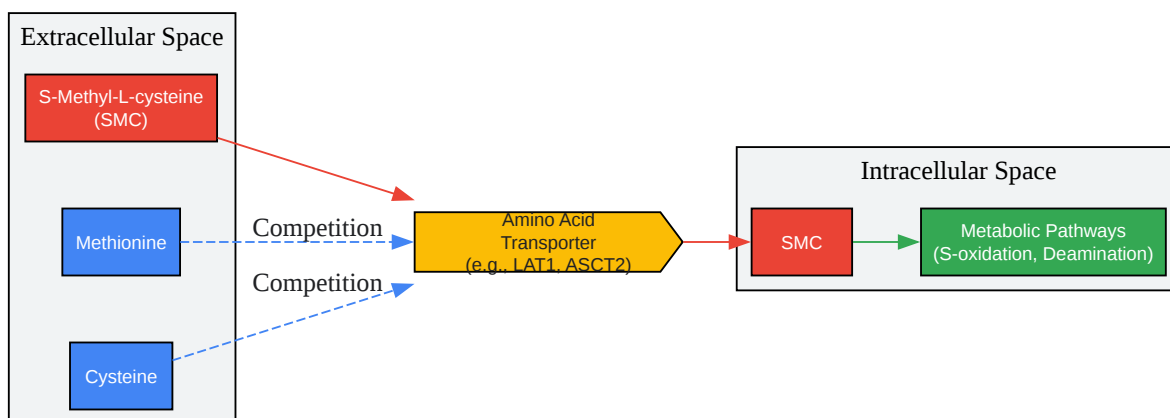 Extracellular Space
S-Methyl-L-cysteine
(SMC)
Methionine
Cysteine
Competition
Competition
Amino Acid
Transporter
(e.g., LAT1, ASCT2)
Intracellular Space
SMC
Metabolic Pathways
(S-oxidation, Deamination)